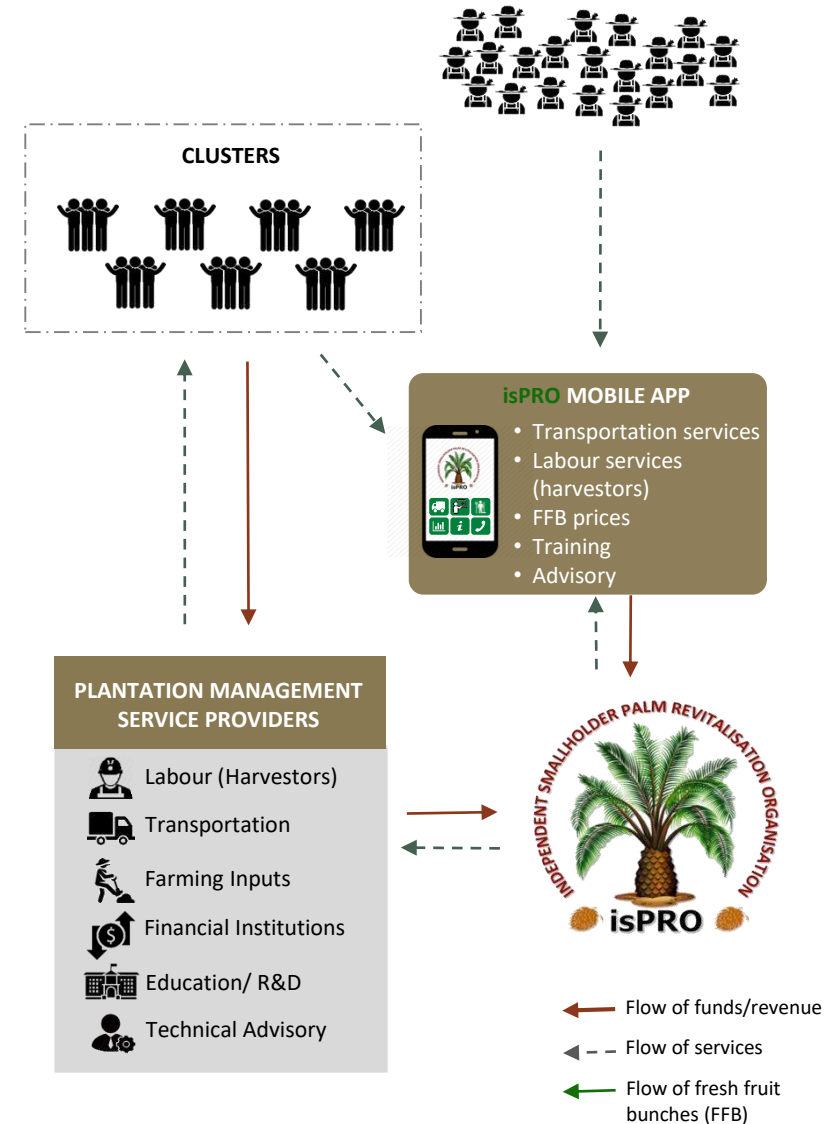 CLUSTERS
isPRO MOBILE APP
• Transportation services
• Labour services
(harvestors)
• FFB prices
• Training
• Advisory
isPRO
PLANTATION MANAGEMENT
SERVICE PROVIDERS
Labour (Harvestors)
Transportation
Farming Inputs
Financial Institutions
Education/ R&D
Technical Advisory
INDEPENDENT SMALLHOLDER PALM REVITALISATION ORGANISATION
isPRO
Flow of funds/revenue
Flow of services
Flow of fresh fruit
bunches (FFB)